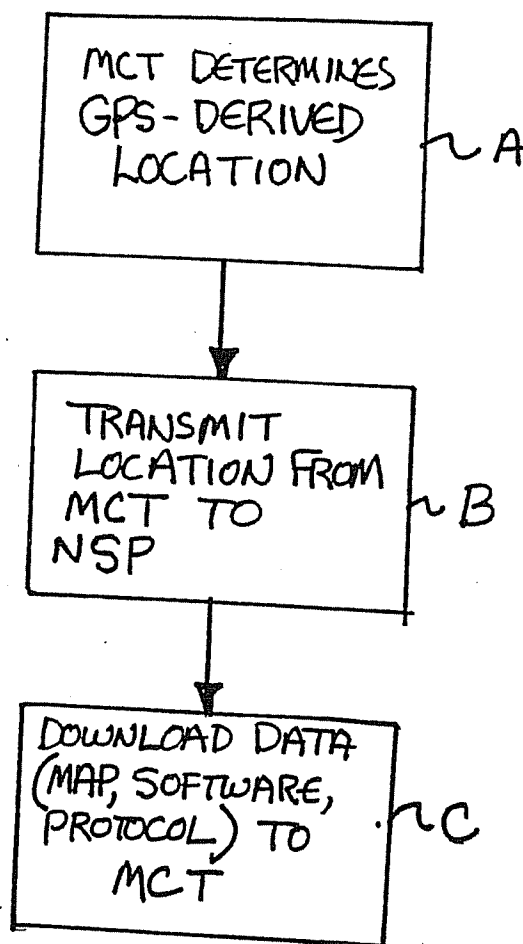 MCT DETERMINES
GPS-DERIVED
LOCATION
A
TRANSMIT
LOCATION FROM
MCT TO
NSP
B
DOWNLOAD DATA
(MAP, SOFTWARE,
PROTOCOL) TO
MCT
C